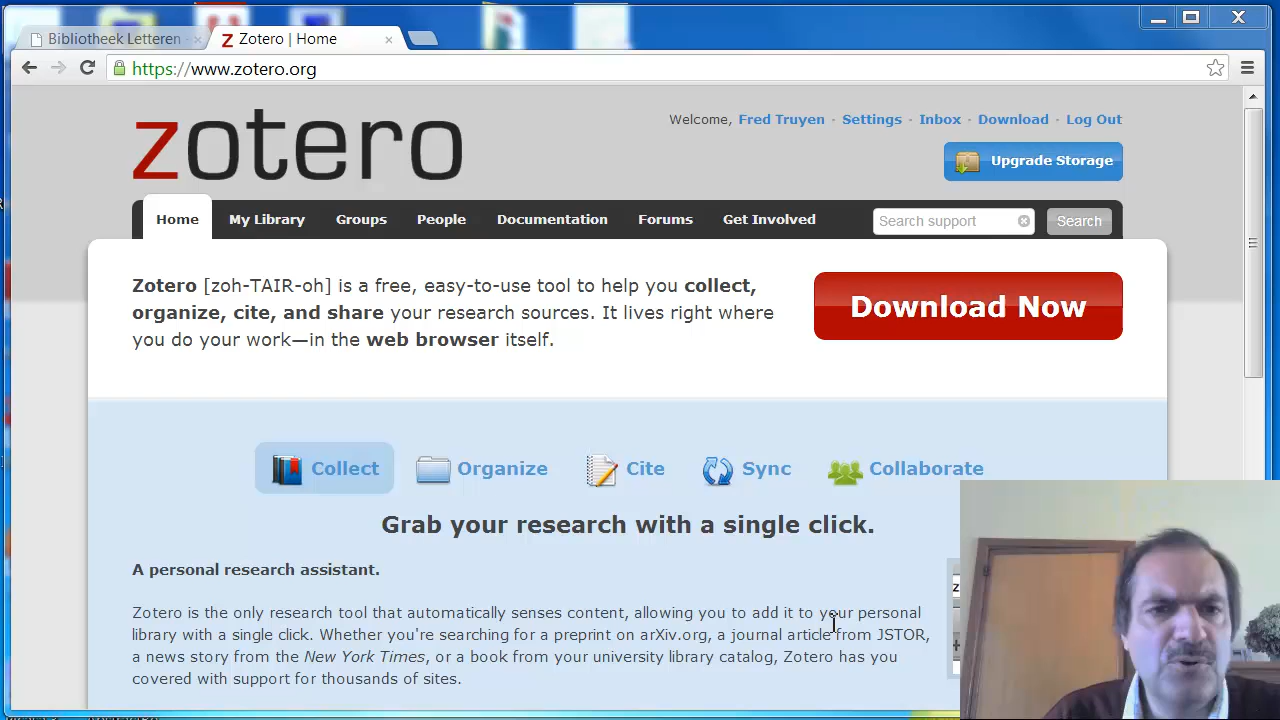 Bibliotheek Letteren -
Zotero | Home
https://www.zotero.org
zotero
Welcome, Fred Truyen · Settings · Inbox · Download · Log Out
Upgrade Storage
Home My Library Groups People Documentation Forums Get Involved Search support Search
Zotero [zoh-TAIR-oh] is a free, easy-to-use tool to help you collect,
organize, cite, and share your research sources. It lives right where
you do your work—in the web browser itself.
Download Now
Collect Organize Cite Sync Collaborate
Grab your research with a single click.
A personal research assistant.
Zotero is the only research tool that automatically senses content, allowing you to add it to your personal
library with a single click. Whether you're searching for a preprint on arXiv.org, a journal article from JSTOR,
a news story from the New York Times, or a book from your university library catalog, Zotero has you
covered with support for thousands of sites.